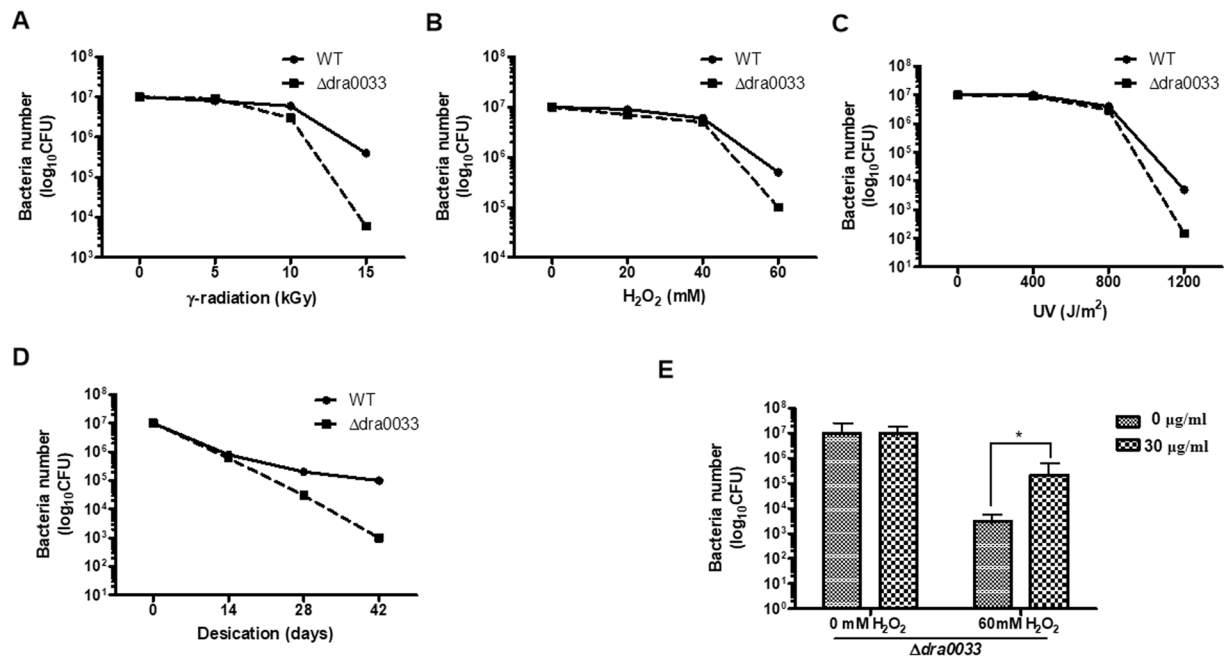 A
Bacteria number
(log₁₀CFU)
10⁸
10⁷
10⁶
10⁵
10⁴
10³
0
5
10
15
γ-radiation (kGy)
WT
Δdra0033
B
Bacteria number
(log₁₀CFU)
10⁸
10⁷
10⁶
10⁵
10⁴
0
20
40
60
H₂O₂ (mM)
WT
Δdra0033
C
Bacteria number
(log₁₀CFU)
10⁸
10⁷
10⁶
10⁵
10⁴
10³
10²
10¹
0
400
800
1200
UV (J/m²)
WT
Δdra0033
D
Bacteria number
(log₁₀CFU)
10⁸
10⁷
10⁶
10⁵
10⁴
10³
10²
10¹
0
14
28
42
Desication (days)
WT
Δdra0033
E
Bacteria number
(log₁₀CFU)
10⁸
10⁷
10⁶
10⁵
10⁴
10³
10²
10¹
10⁰
*
0 mM H₂O₂
60mM H₂O₂
Δdra0033
0 µg/ml
30 µg/ml